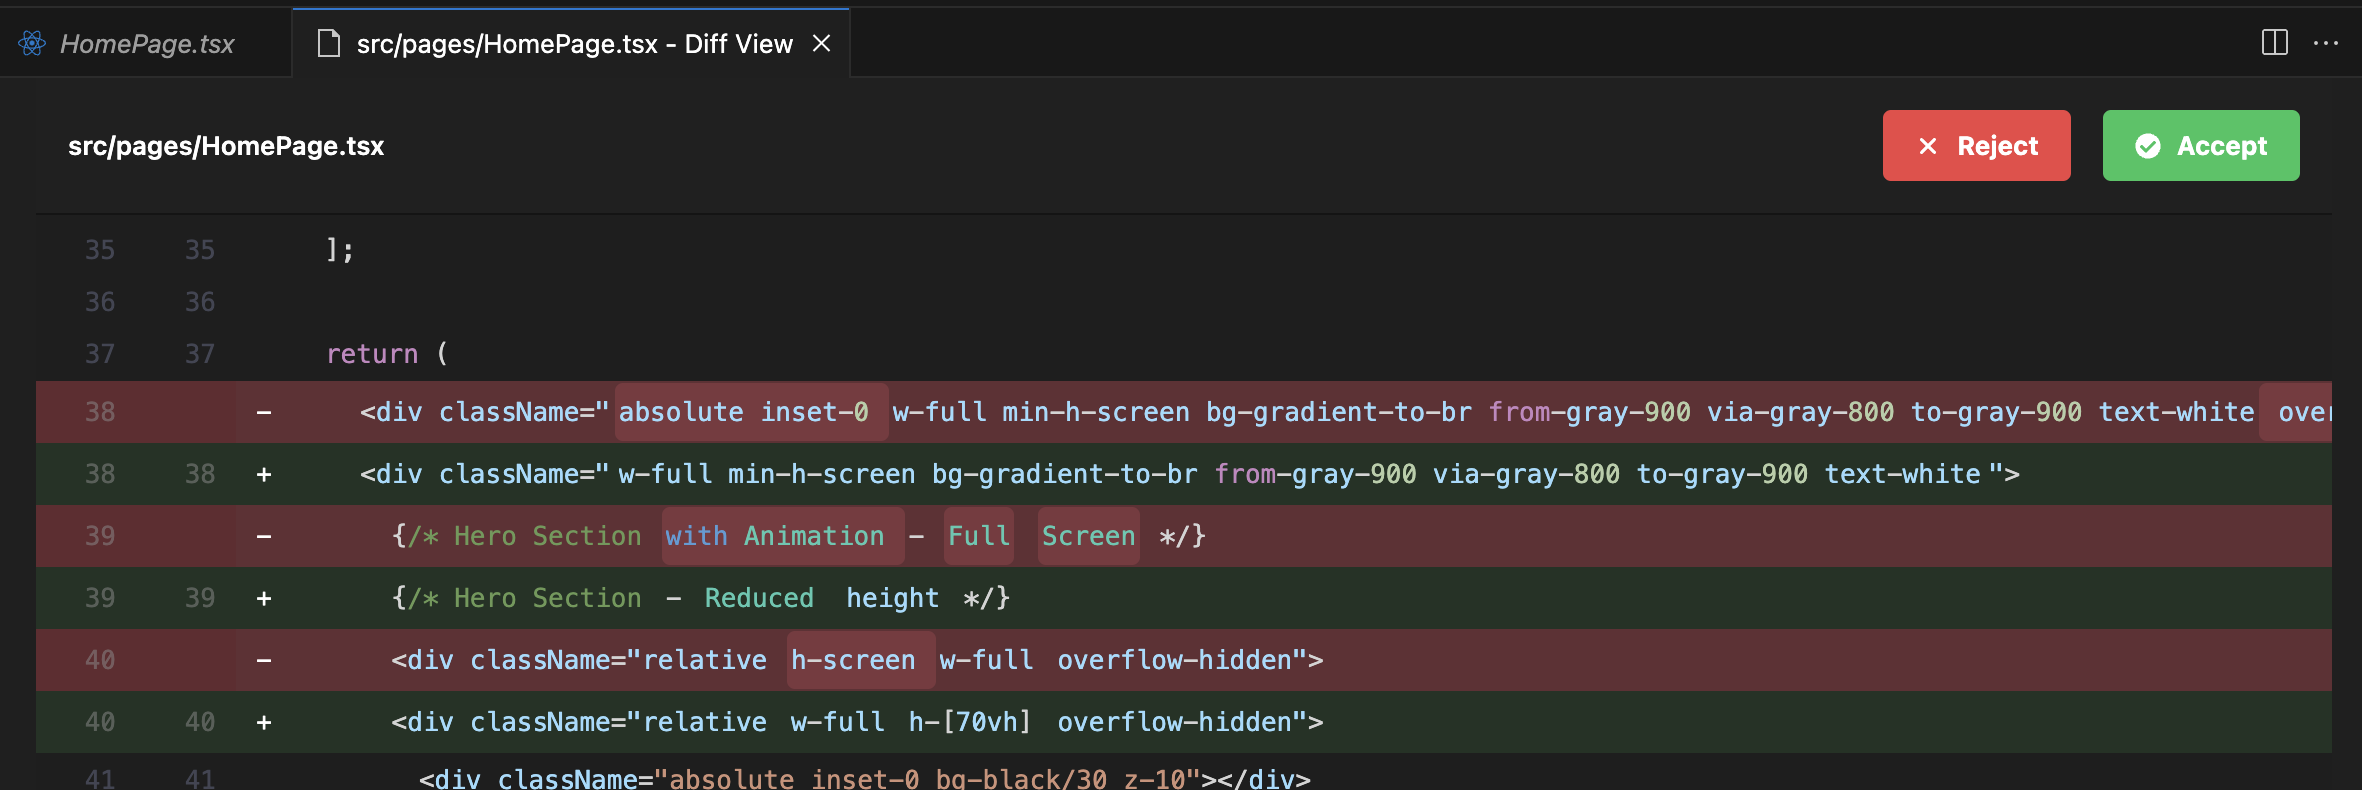 HomePage.tsx
src/pages/HomePage.tsx - Diff View
src/pages/HomePage.tsx
Reject
Accept
35 35 ];
36 36
37 37 return (
38 - <div className="absolute inset-0 w-full min-h-screen bg-gradient-to-br from-gray-900 via-gray-800 to-gray-900 text-white
38 38 + <div className="w-full min-h-screen bg-gradient-to-br from-gray-900 via-gray-800 to-gray-900 text-white">
39 - {/* Hero Section with Animation - Full Screen */}
39 39 + {/* Hero Section - Reduced height */}
40 - <div className="relative h-screen w-full overflow-hidden">
40 40 + <div className="relative w-full h-[70vh] overflow-hidden">
41 41 <div className="absolute inset-0 bg-black/30 z-10"></div>